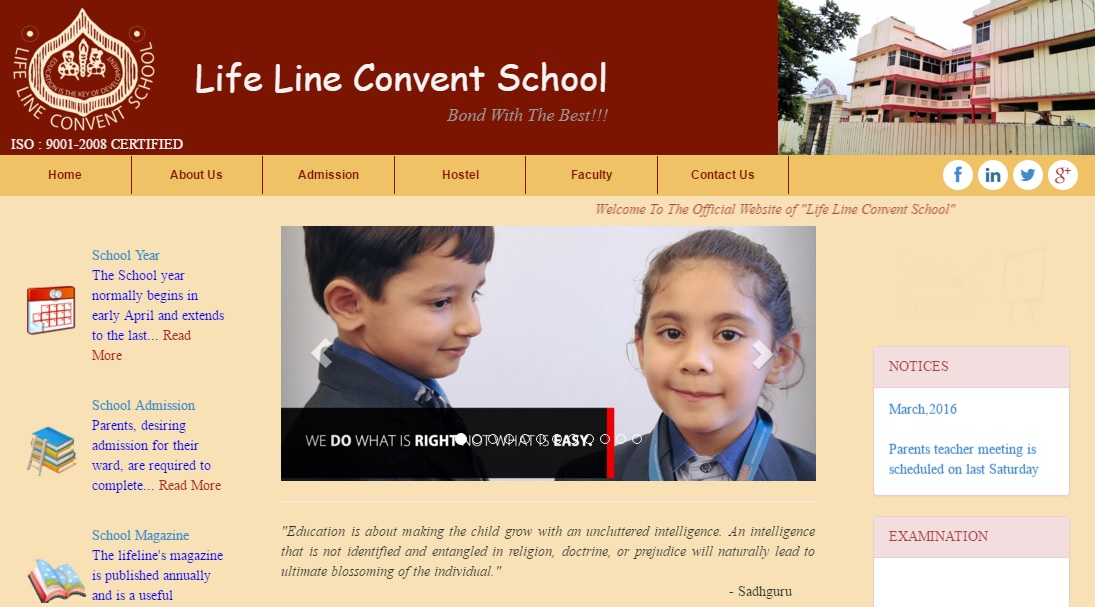 LIFE LINE CONVENT SCHOOL
EDUCATION IS THE KEY OF DEVELOPMENT
ISO : 9001-2008 CERTIFIED
Life Line Convent School
Bond With The Best!!!
Home About Us Admission Hostel Faculty Contact Us
f in g+
Welcome To The Official Website of "Life Line Convent School"
School Year
The School year
normally begins in
early April and extends
to the last... Read
More
School Admission
Parents, desiring
admission for their
ward, are required to
complete... Read More
School Magazine
The lifeline's magazine
is published annually
and is a useful
WE DO WHAT IS RIGHT NOT WHAT IS EASY.
"Education is about making the child grow with an uncluttered intelligence. An intelligence
that is not identified and entangled in religion, doctrine, or prejudice will naturally lead to
ultimate blossoming of the individual."
- Sadhguru
NOTICES
March,2016
Parents teacher meeting is
scheduled on last Saturday
EXAMINATION